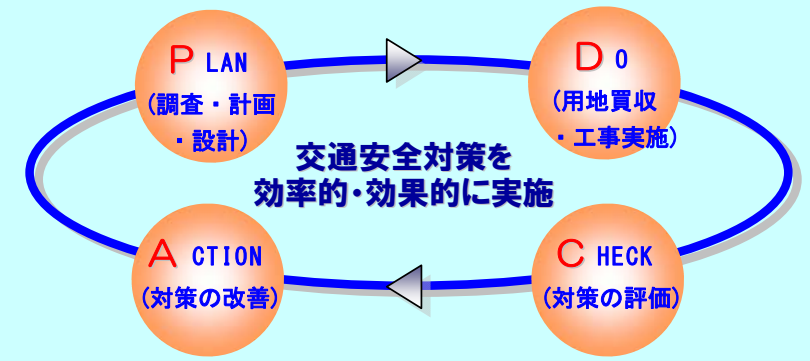 PLAN
(調査・計画
・設計)
DO
(用地買収
・工事実施)
交通安全対策を
効率的・効果的に実施
ACTION
(対策の改善)
CHECK
(対策の評価)